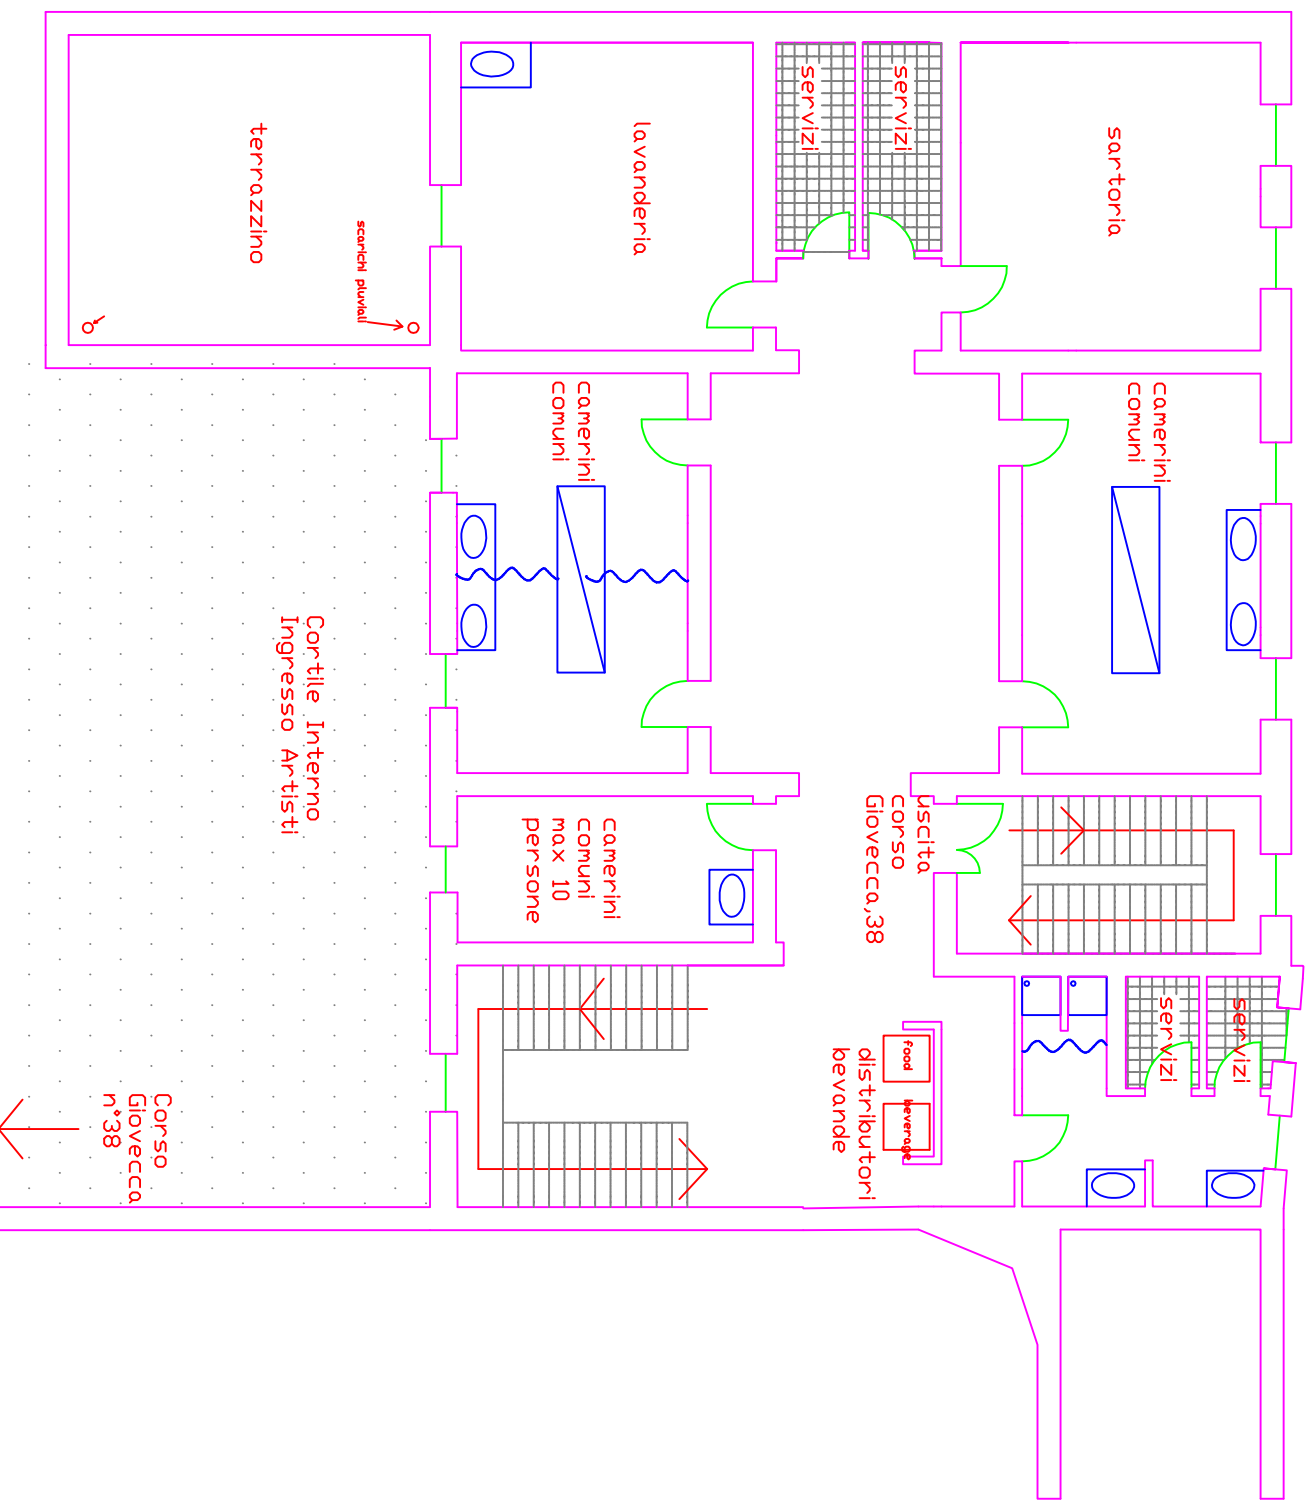 terrazzino
scarichi pluviali
lavanderia
servizi
servizi
sartoria
camerini
comuni
camerini
comuni
Cortile Interno
Ingresso Artisti
camerini
comuni
max 10
persone
uscita
corso
Giovecca,38
servizi
servizi
food
beverage
distributori
bevande
Corso
Giovecca
n°38